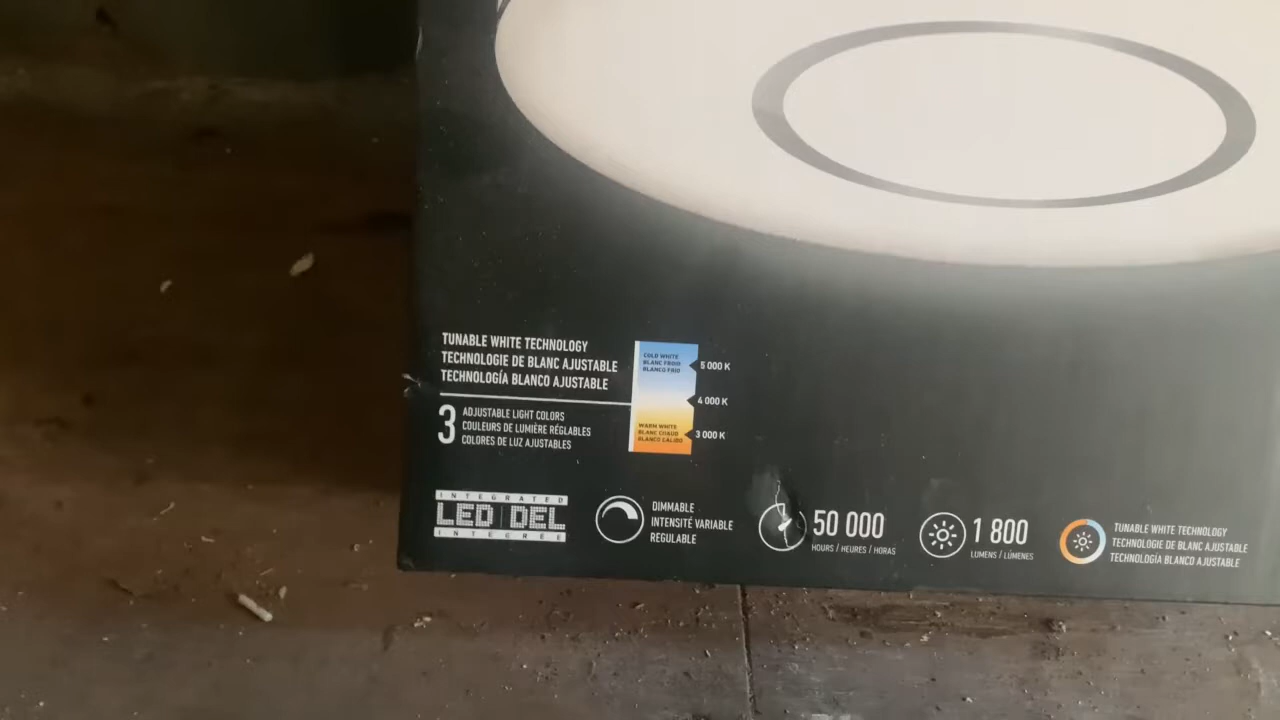 TUNABLE WHITE TECHNOLOGY
TECHNOLOGIE DE BLANC AJUSTABLE
TECHNOLOGÍA BLANCO AJUSTABLE
3
ADJUSTABLE LIGHT COLORS
COULEURS DE LUMIÈRE RÉGLABLES
COLORES DE LUZ AJUSTABLES
COLD WHITE
BLANC FROID
BLANCO FRIO
5 000 K
4 000 K
WARM WHITE
BLANC CHAUD
BLANCO CALIDO
3 000 K
INTEGRATED
LED DEL
INTEGRÉE
DIMMABLE
INTENSITÉ VARIABLE
REGULABLE
50 000
HOURS / HEURES / HORAS
1 800
LUMENS / LÚMENES
TUNABLE WHITE TECHNOLOGY
TECHNOLOGIE DE BLANC AJUSTABLE
TECHNOLOGÍA BLANCO AJUSTABLE